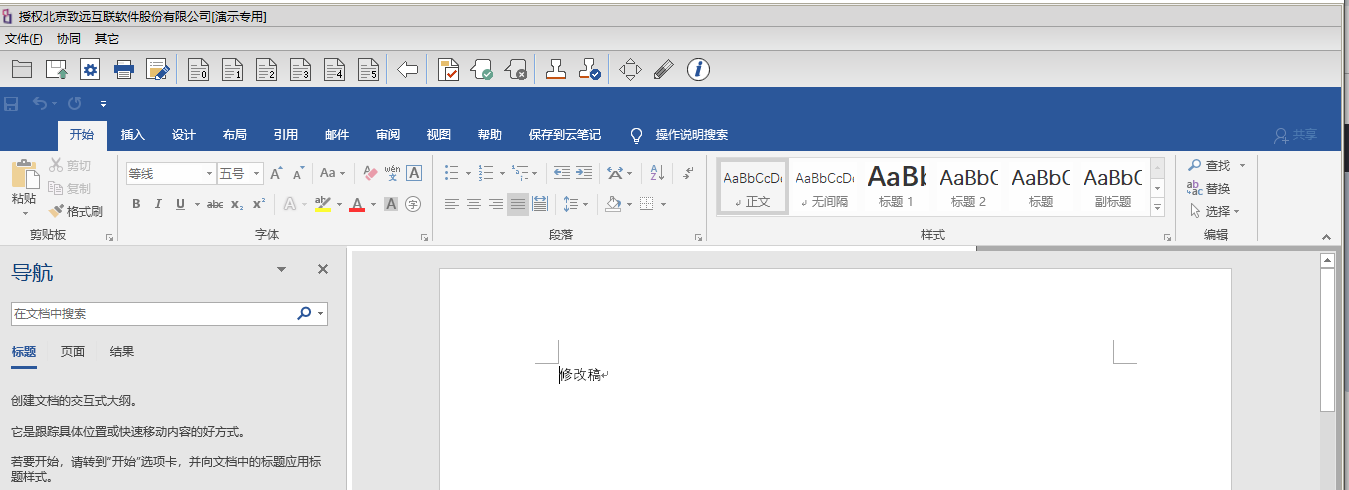 授权北京致远互联软件股份有限公司[演示专用]
文件(F) 协同 其它
0 1 2 3 4 5
开始 插入 设计 布局 引用 邮件 审阅 视图 帮助 保存到云笔记 操作说明搜索 共享
粘贴 剪切 复制 格式刷
剪贴板
等线 五号 A A Aa wén 文 A
B I U abc x₂ x² A ab A A 字
字体
段落
AaBbCcDc AaBbCcDc AaBb AaBbC AaBbC AaBbC
正文 无间隔 标题 1 标题 2 标题 副标题
样式
查找
替换
选择
编辑
导航
在文档中搜索
标题 页面 结果
创建文档的交互式大纲。
它是跟踪具体位置或快速移动内容的好方式。
若要开始，请转到"开始"选项卡，并向文档中的标题应用标
题样式。
修改稿